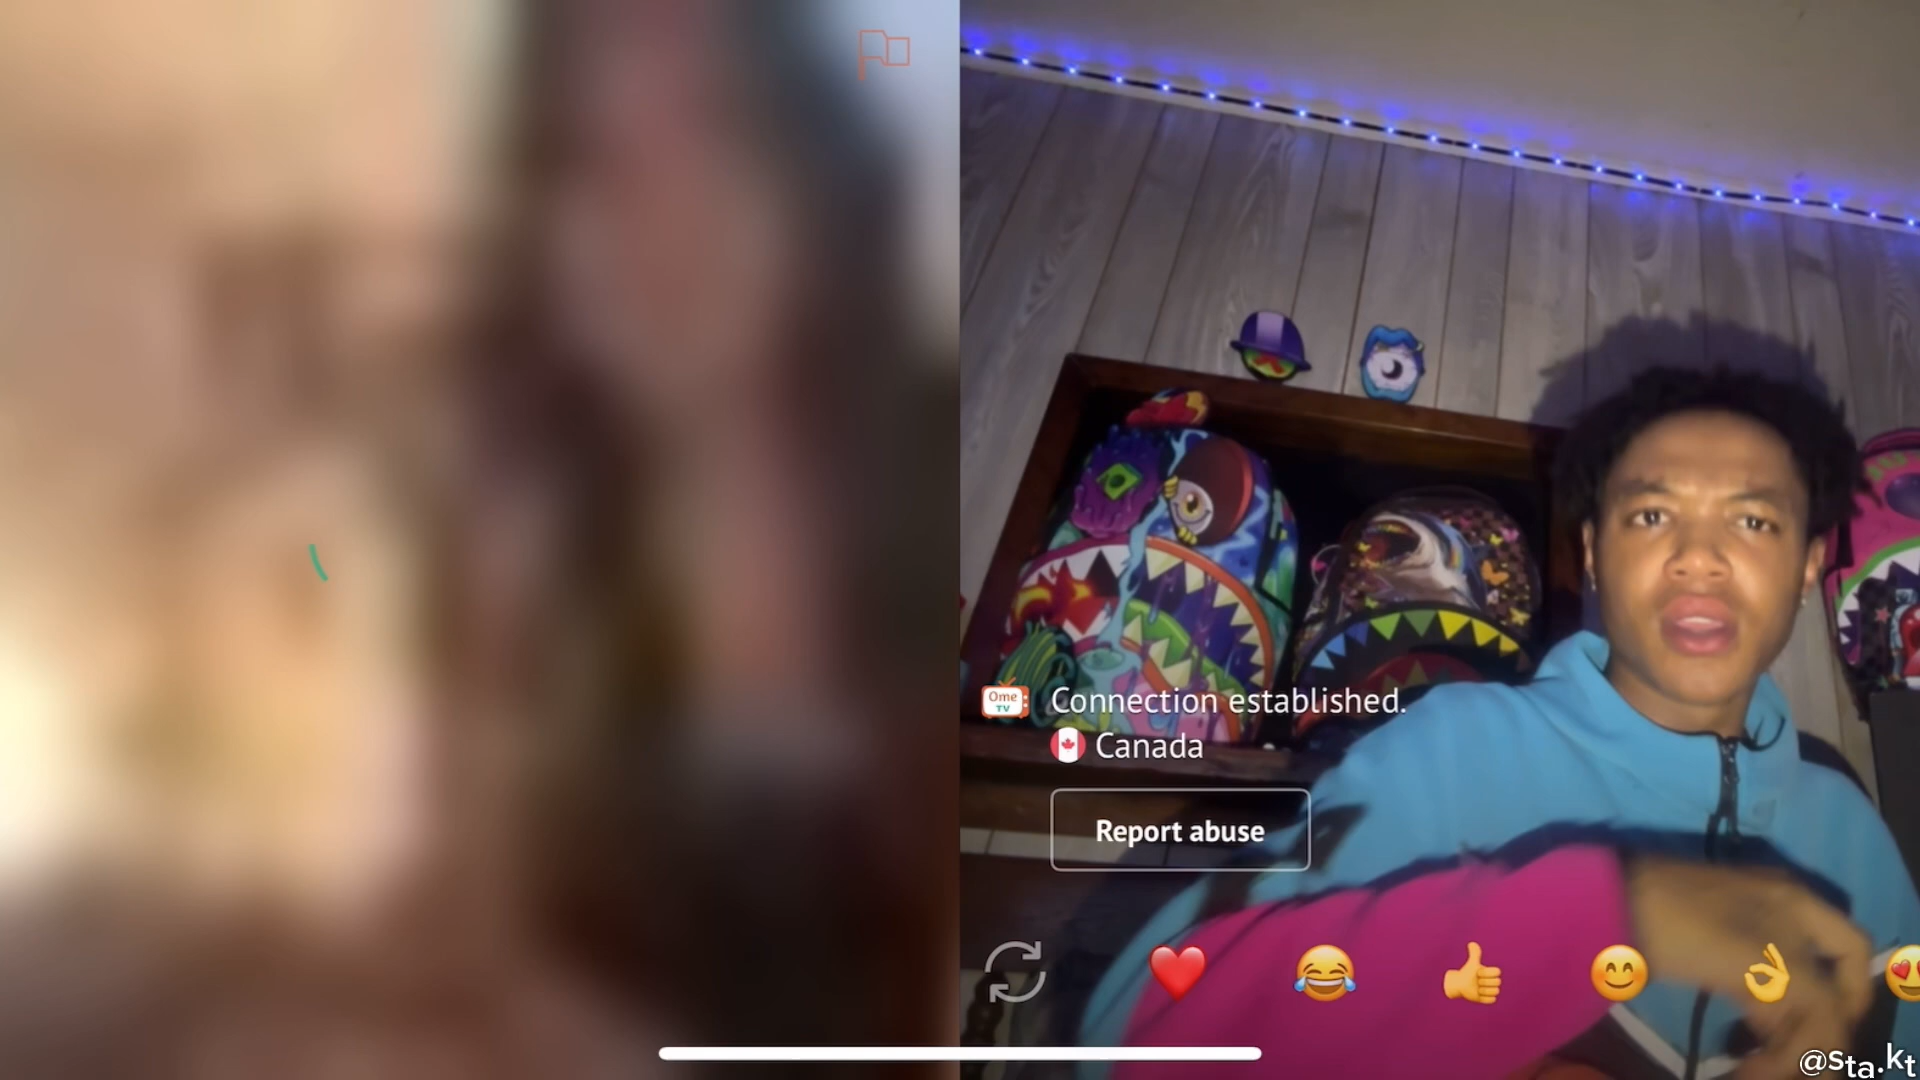 Ome
TV
Connection established.
Canada
Report abuse
@sta.kt